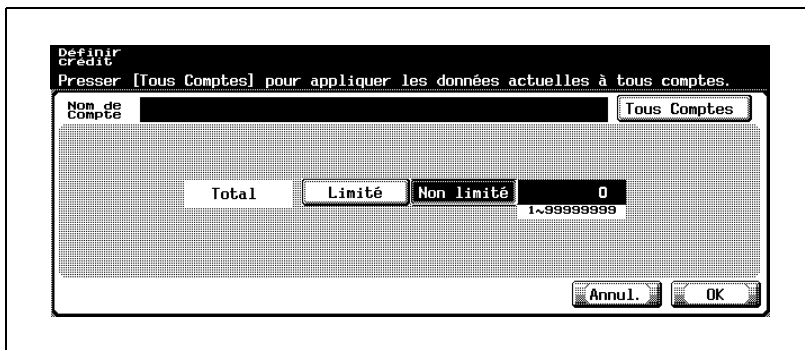 Définir
crédit
Presser [Tous Comptes] pour appliquer les données actuelles à tous comptes.
Nom de
Compte
Tous Comptes
Total Limité Non limité 0
1~99999999
Annul. OK